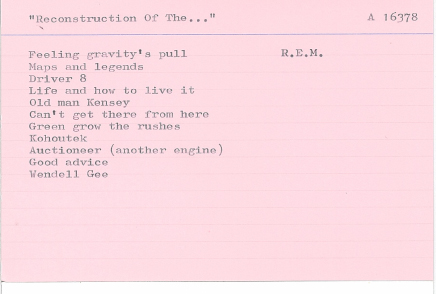 "Reconstruction Of The..." A 16378
Feeling gravity's pull R.E.M.
Maps and legends
Driver 8
Life and how to live it
Old man Kensey
Can't get there from here
Green grow the rushes
Kohoutek
Auctioneer (another engine)
Good advice
Wendell Gee